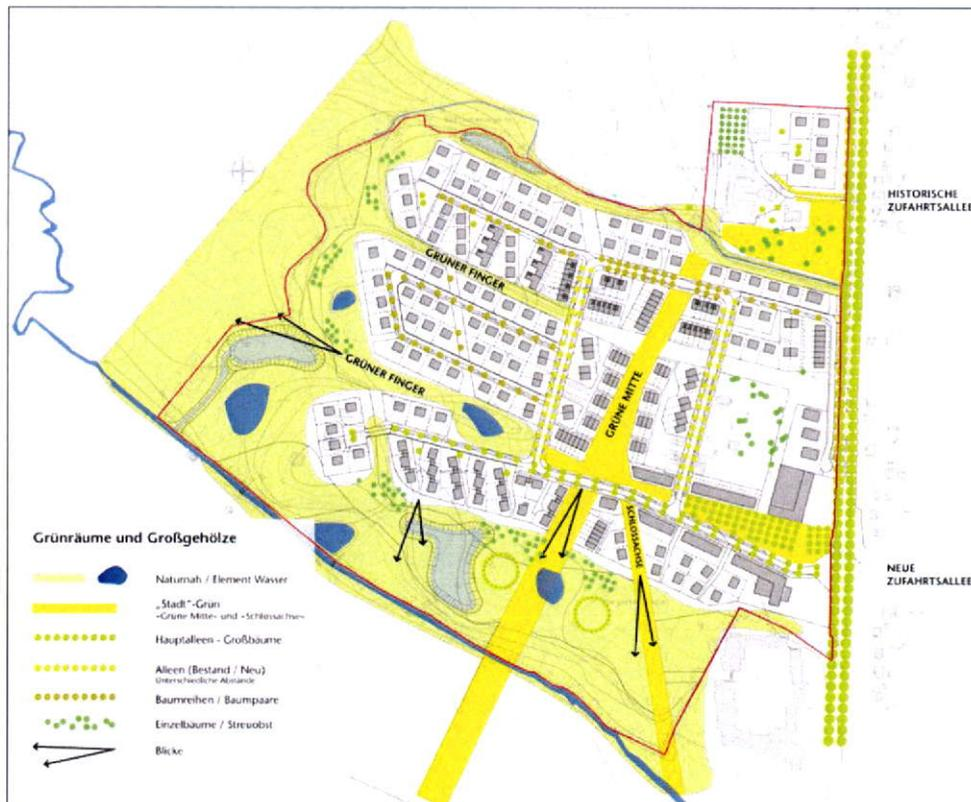 HISTORISCHE
ZUFAHRTSALLEE
GRÜNER FINGER
GRÜNER FINGER
GRÜNE MITTE
SCHLOSSACHSE
NEUE
ZUFAHRTSALLEE
Grünräume und Großgehölze
Naturnah / Element Wasser
„Stadt“-Grün
»Grüne Mitte« und »Schlossachse«
Hauptalleen - Großbäume
Alleen (Bestand / Neu)
Unterschiedliche Abstände
Baumreihen / Baumpaare
Einzelbäume / Streuobst
Blicke